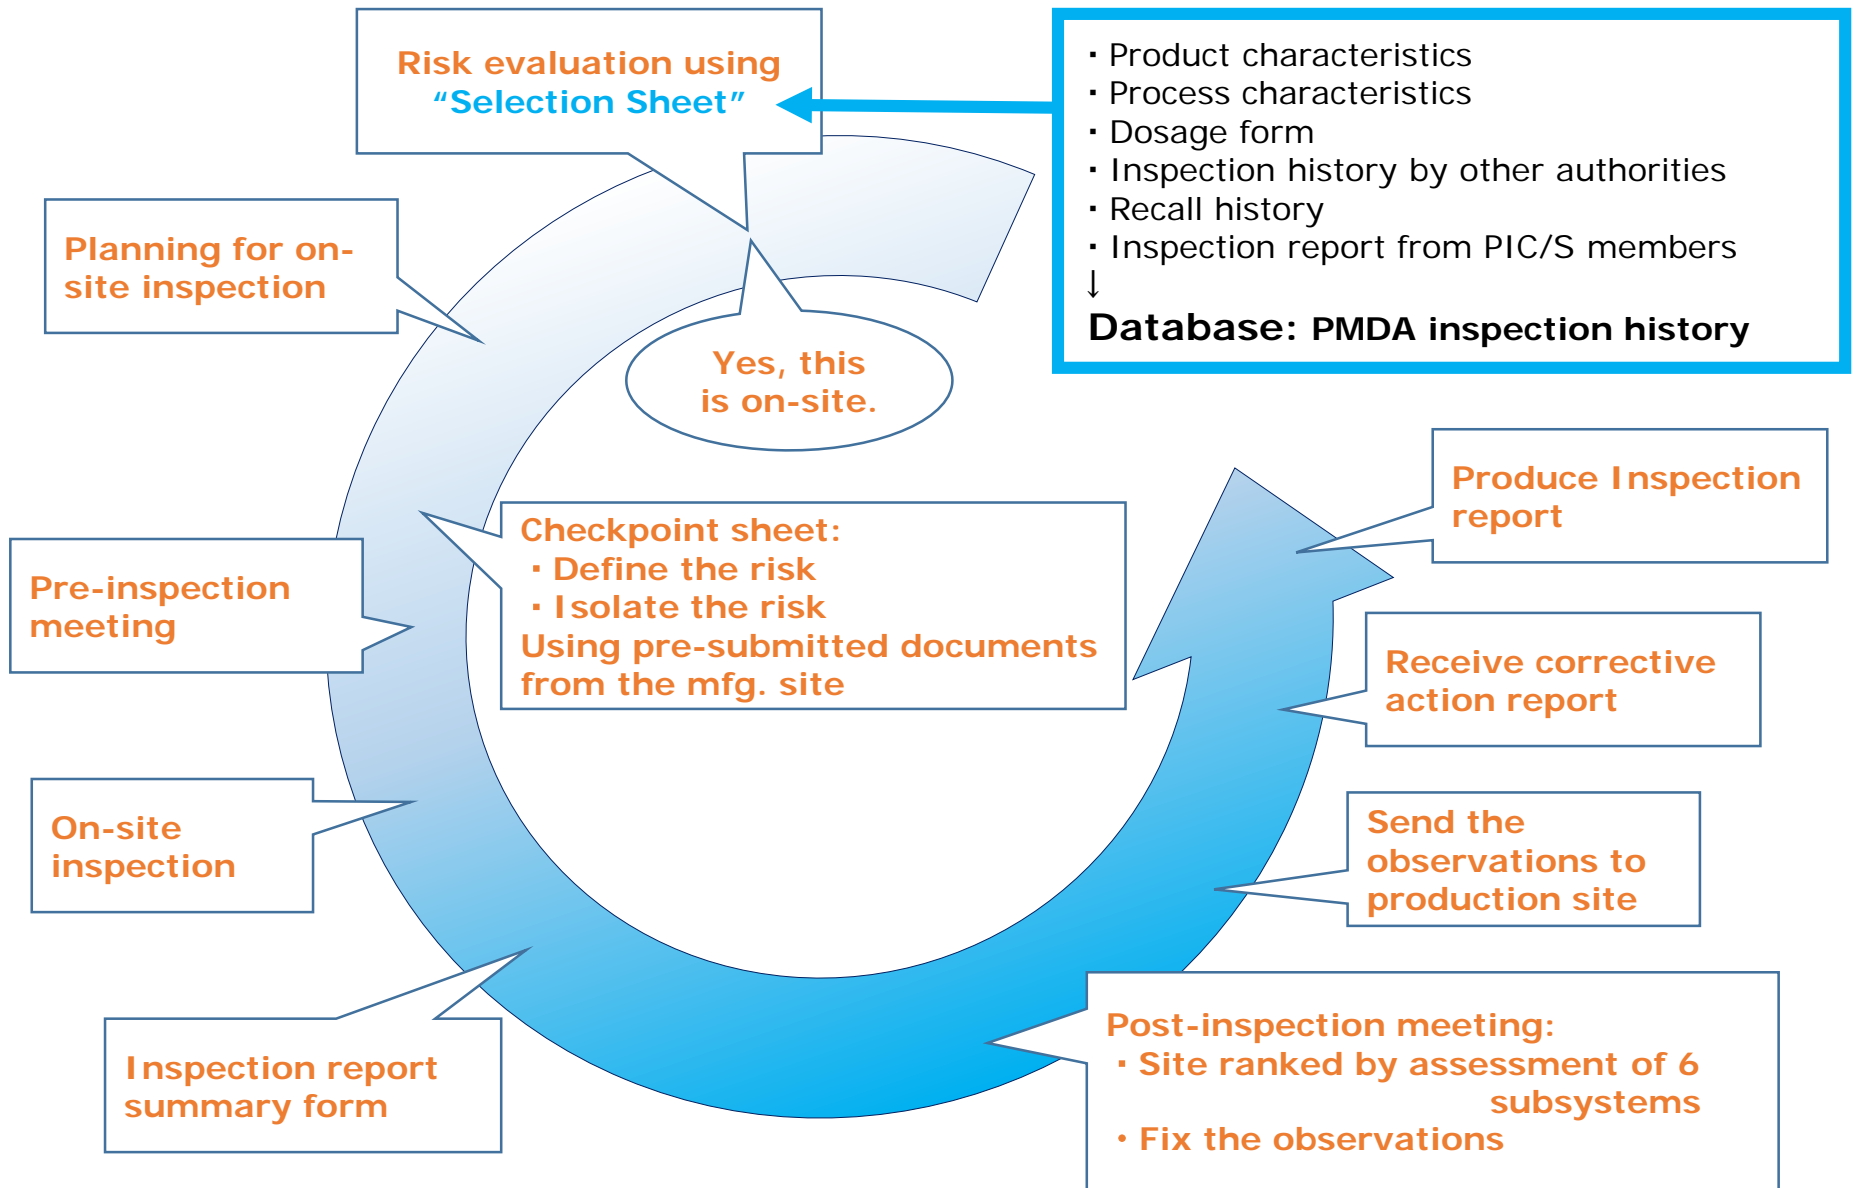 Risk evaluation using
“Selection Sheet”
・Product characteristics
・Process characteristics
・Dosage form
・Inspection history by other authorities
・Recall history
・Inspection report from PIC/S members
↓
Database: PMDA inspection history
Yes, this
is on-site.
Planning for on-
site inspection
Checkpoint sheet:
・Define the risk
・Isolate the risk
Using pre-submitted documents
from the mfg. site
Pre-inspection
meeting
On-site
inspection
Inspection report
summary form
Post-inspection meeting:
・Site ranked by assessment of 6
subsystems
・Fix the observations
Send the
observations to
production site
Receive corrective
action report
Produce Inspection
report